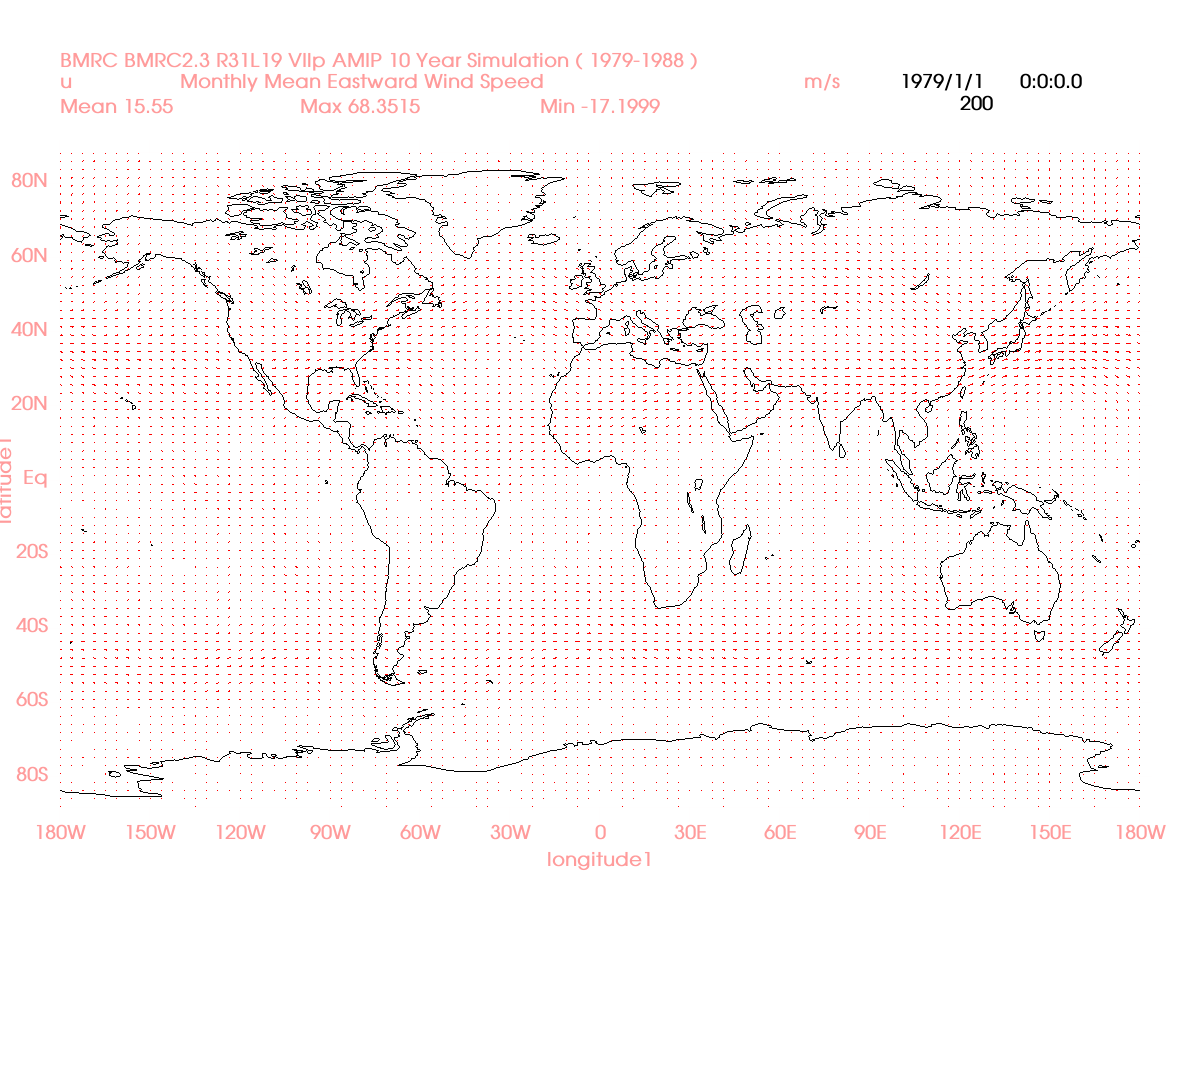 BMRC BMRC2.3 R31L19 VIIp AMIP 10 Year Simulation ( 1979-1988 )
u Monthly Mean Eastward Wind Speed m/s 1979/1/1 0:0:0.0
200
Mean 15.55 Max 68.3515 Min -17.1999
80N
60N
40N
20N
Eq
20S
40S
60S
80S
latitude1
180W 150W 120W 90W 60W 30W 0 30E 60E 90E 120E 150E 180W
longitude1